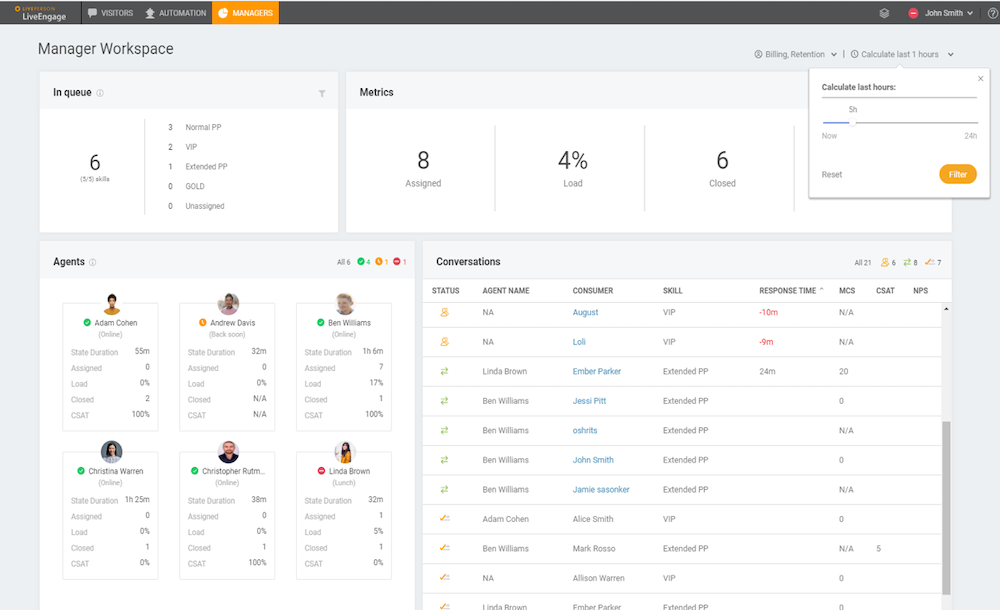 LIVEPERSON
LiveEngage
VISITORS
AUTOMATION
MANAGERS
John Smith
Manager Workspace
Billing, Retention
Calculate last 1 hours
Calculate last hours:
5h
Now 24h
Reset
Filter
In queue
6
(5/5) skills
3 Normal PP
2 VIP
1 Extended PP
0 GOLD
0 Unassigned
Metrics
8
Assigned
4%
Load
6
Closed
Agents
All 6 4 1 1
Adam Cohen
(Online)
State Duration 55m
Assigned 0
Load 0%
Closed 2
CSAT 100%
Andrew Davis
(Back soon)
State Duration 32m
Assigned 0
Load 0%
Closed N/A
CSAT N/A
Ben Williams
(Online)
State Duration 1h 6m
Assigned 7
Load 17%
Closed 1
CSAT 100%
Christina Warren
(Online)
State Duration 1h 25m
Assigned 0
Load 0%
Closed 1
CSAT 0%
Christopher Rutm...
(Online)
State Duration 38m
Assigned 0
Load 0%
Closed 1
CSAT 100%
Linda Brown
(Lunch)
State Duration 32m
Assigned 1
Load 5%
Closed 1
CSAT 0%
Conversations
All 21 6 8 7
STATUS AGENT NAME CONSUMER SKILL RESPONSE TIME MCS CSAT NPS
NA August VIP -10m N/A
NA Loli VIP -9m N/A
Linda Brown Ember Parker Extended PP 24m 20
Ben Williams Jessi Pitt Extended PP 0
Ben Williams oshrits Extended PP N/A
Ben Williams John Smith Extended PP 0
Ben Williams Jamie sasonker Extended PP N/A
Adam Cohen Alice Smith VIP 0
Ben Williams Mark Rosso Extended PP N/A 5
NA Allison Warren VIP 0
Linda Brown Ember Parker Extended PP 0